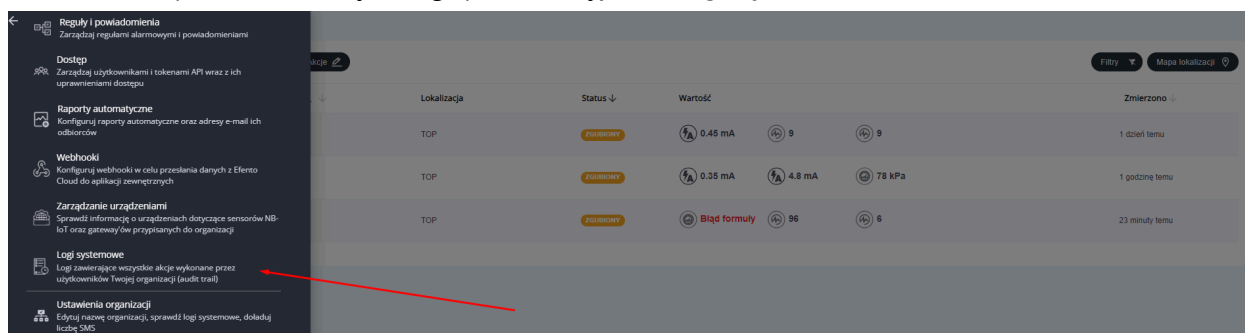 Reguły i powiadomienia
Zarządzaj regułami alarmowymi i powiadomieniami
Dostęp
Zarządzaj użytkownikami i tokenami API wraz z ich
uprawnieniami dostępu
Raporty automatyczne
Konfiguruj raporty automatyczne oraz adresy e-mail ich
odbiorców
Webhooki
Konfiguruj webhooki w celu przesłania danych z Efento
Cloud do aplikacji zewnętrznych
Zarządzanie urządzeniami
Sprawdź informację o urządzeniach dotyczące sensorów NB-
IoT oraz gateway'ów przypisanych do organizacji
Logi systemowe
Logi zawierające wszystkie akcje wykonane przez
użytkowników Twojej organizacji (audit trail)
Ustawienia organizacji
Edytuj nazwę organizacji, sprawdź logi systemowe, doładuj
liczbę SMS
kcje
Filtry
Mapa lokalizacji
Lokalizacja Status Wartość Zmierzono
TOP ZGUBIONY 0.45 mA 9 9 1 dzień temu
TOP ZGUBIONY 0.35 mA 4.8 mA 78 kPa 1 godzinę temu
TOP ZGUBIONY Błąd formuły 96 6 23 minuty temu